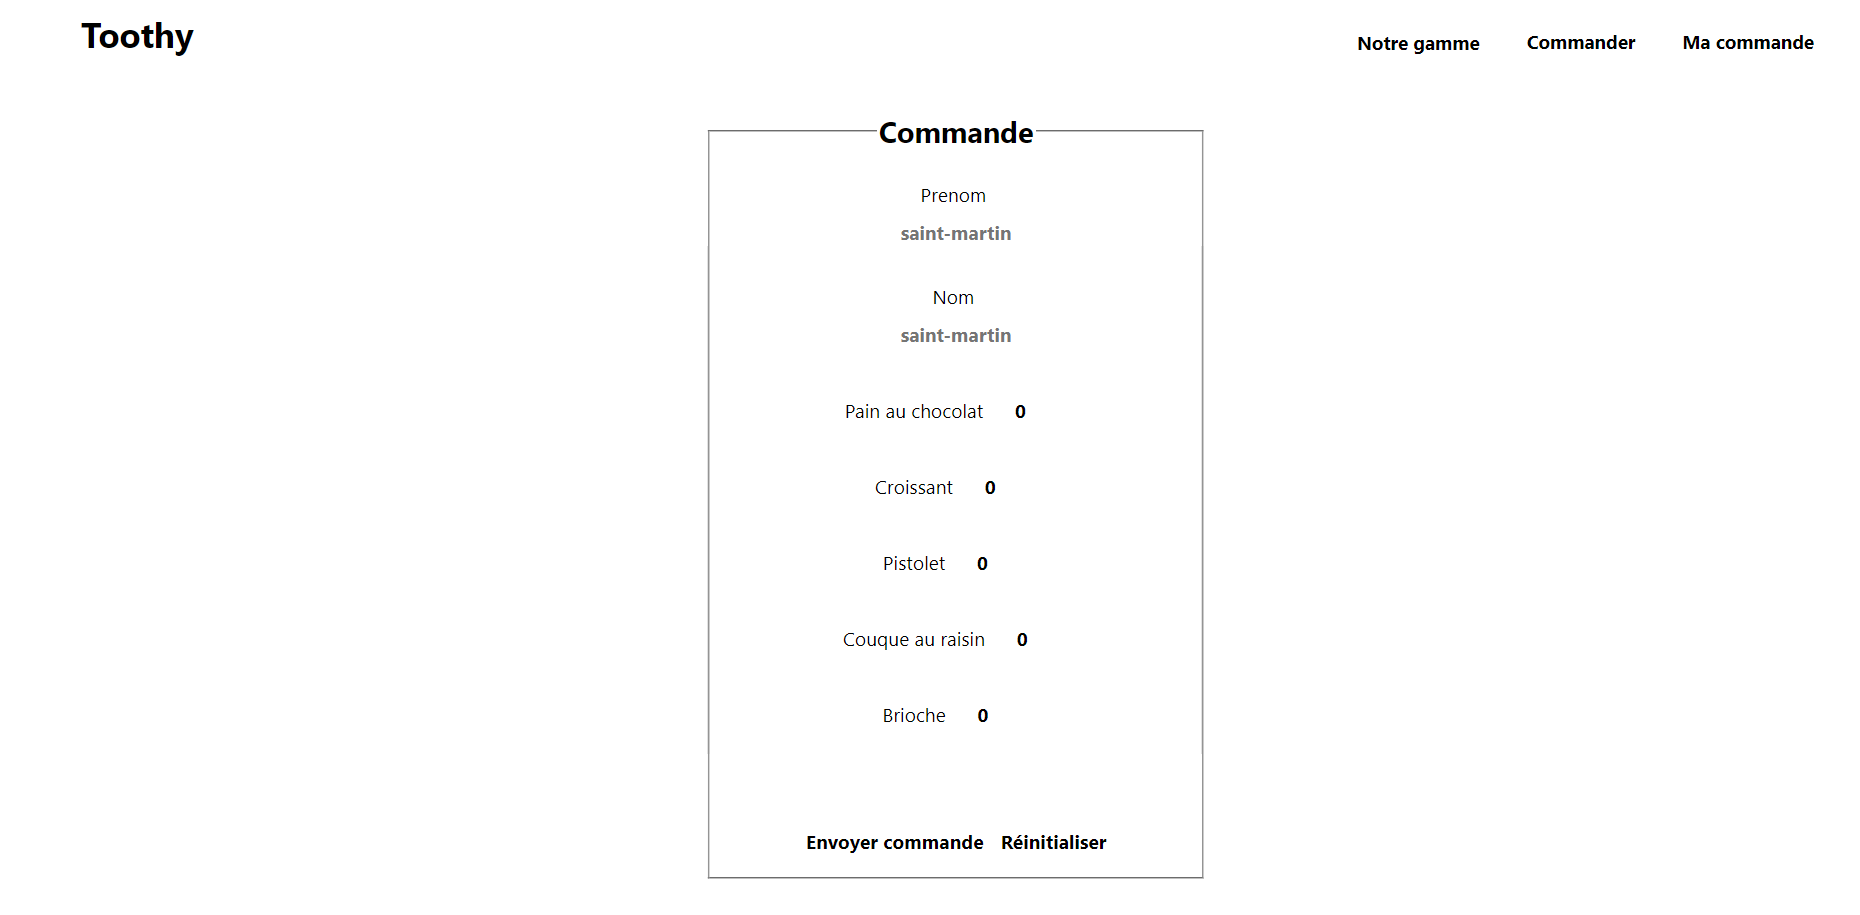 Toothy
Notre gamme Commander Ma commande
Commande
Prenom
saint-martin
Nom
saint-martin
Pain au chocolat 0
Croissant 0
Pistolet 0
Couque au raisin 0
Brioche 0
Envoyer commande Réinitialiser